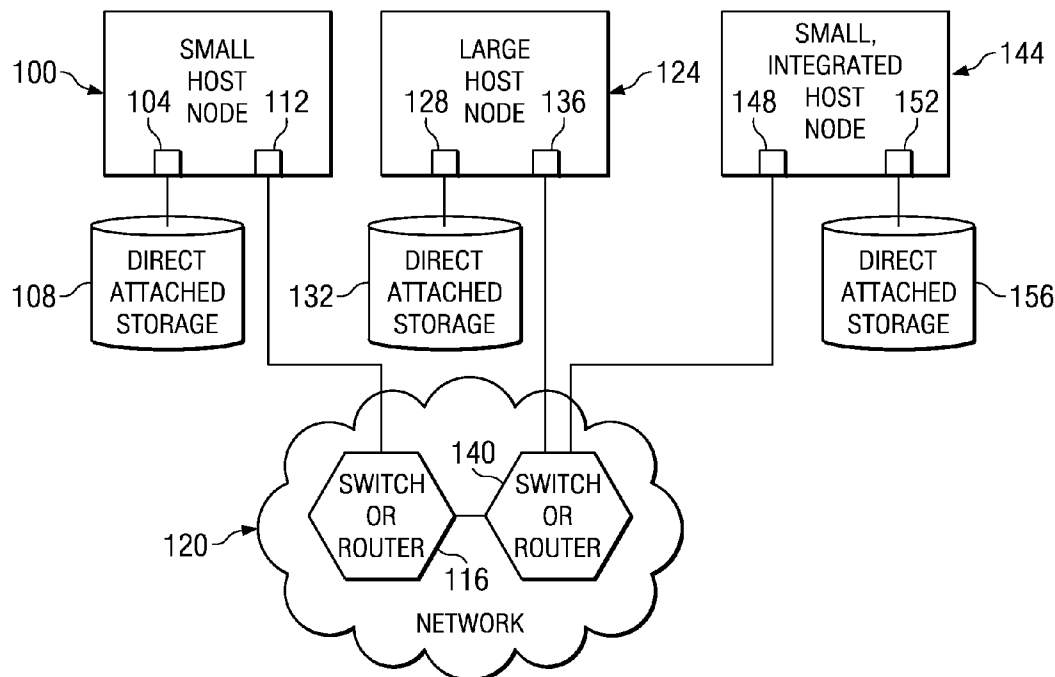 SMALL
HOST
NODE
100
104
112
LARGE
HOST
NODE
124
128
136
SMALL,
INTEGRATED
HOST
NODE
144
148
152
DIRECT
ATTACHED
STORAGE
108
DIRECT
ATTACHED
STORAGE
132
DIRECT
ATTACHED
STORAGE
156
SWITCH
OR
ROUTER
116
140
SWITCH
OR
ROUTER
120
NETWORK